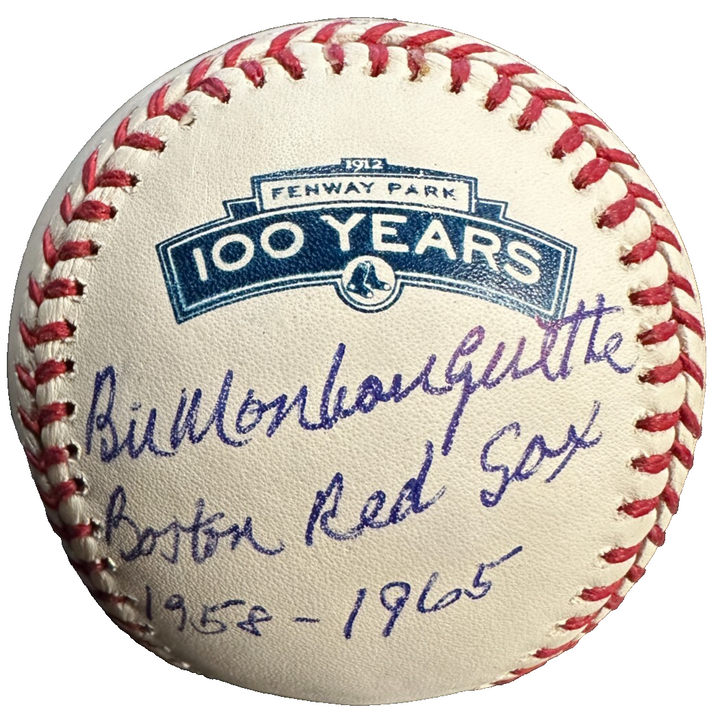 1912
FENWAY PARK
100 YEARS
Bill Monbouquette
Boston Red Sox
1958 - 1965